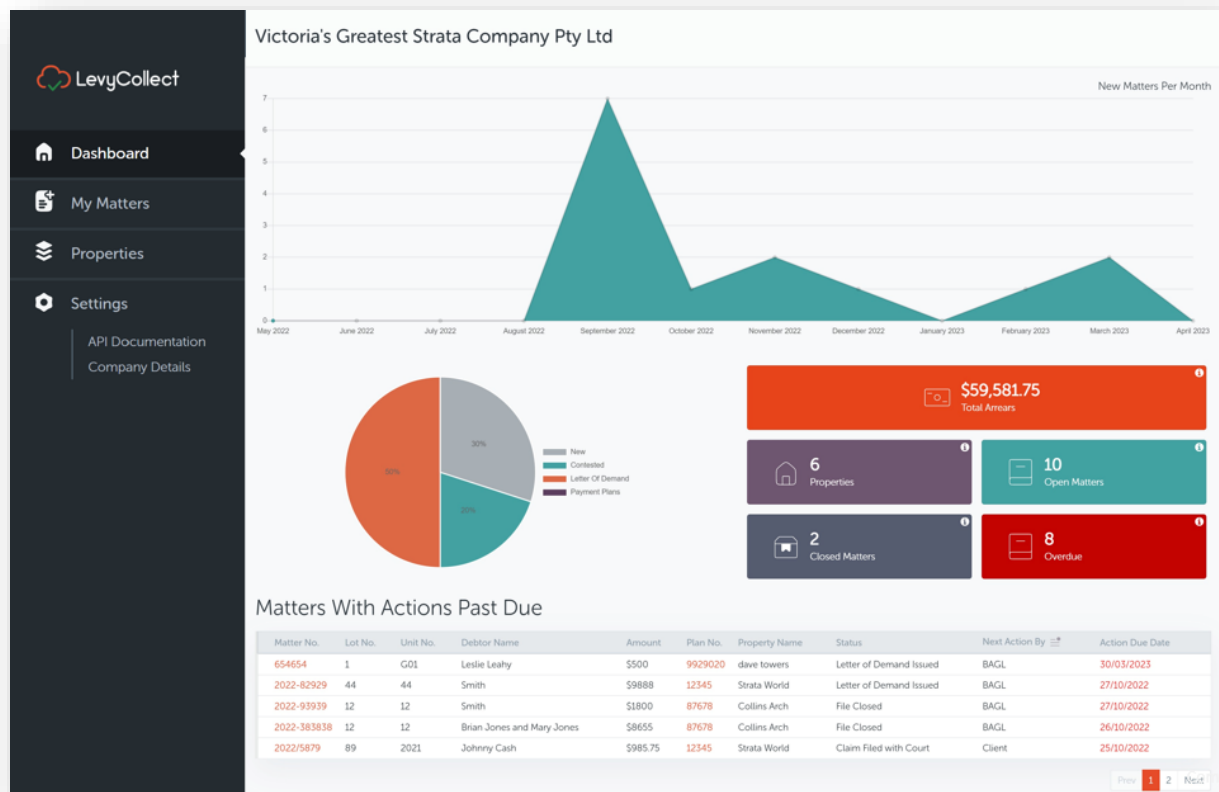 Victoria's Greatest Strata Company Pty Ltd
LevyCollect
Dashboard
My Matters
Properties
Settings
API Documentation
Company Details
New Matters Per Month
7
6
5
4
3
2
1
0
May 2022 June 2022 July 2022 August 2022 September 2022 October 2022 November 2022 December 2022 January 2023 February 2023 March 2023 April 2023
30%
50%
20%
New
Contested
Letter Of Demand
Payment Plans
$59,581.75
Total Arrears
6
Properties
10
Open Matters
2
Closed Matters
8
Overdue
Matters With Actions Past Due
Matter No. Lot No. Unit No. Debtor Name Amount Plan No. Property Name Status Next Action By Action Due Date
654654 1 G01 Leslie Leahy $500 9929020 dave towers Letter of Demand Issued BAGL 30/03/2023
2022-82929 44 44 Smith $9888 12345 Strata World Letter of Demand Issued BAGL 27/10/2022
2022-93939 12 12 Smith $1800 87678 Collins Arch File Closed BAGL 27/10/2022
2022-383838 12 12 Brian Jones and Mary Jones $8655 87678 Collins Arch File Closed BAGL 26/10/2022
2022/5879 89 2021 Johnny Cash $985.75 12345 Strata World Claim Filed with Court Client 25/10/2022
Prev 1 2 Next